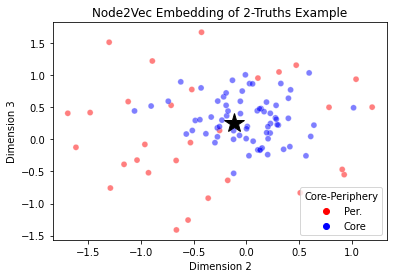 Node2Vec Embedding of 2-Truths Example
Dimension 3
1.5
1.0
0.5
0.0
−0.5
−1.0
−1.5
Core-Periphery
Per.
Core
−1.5 −1.0 −0.5 0.0 0.5 1.0
Dimension 2